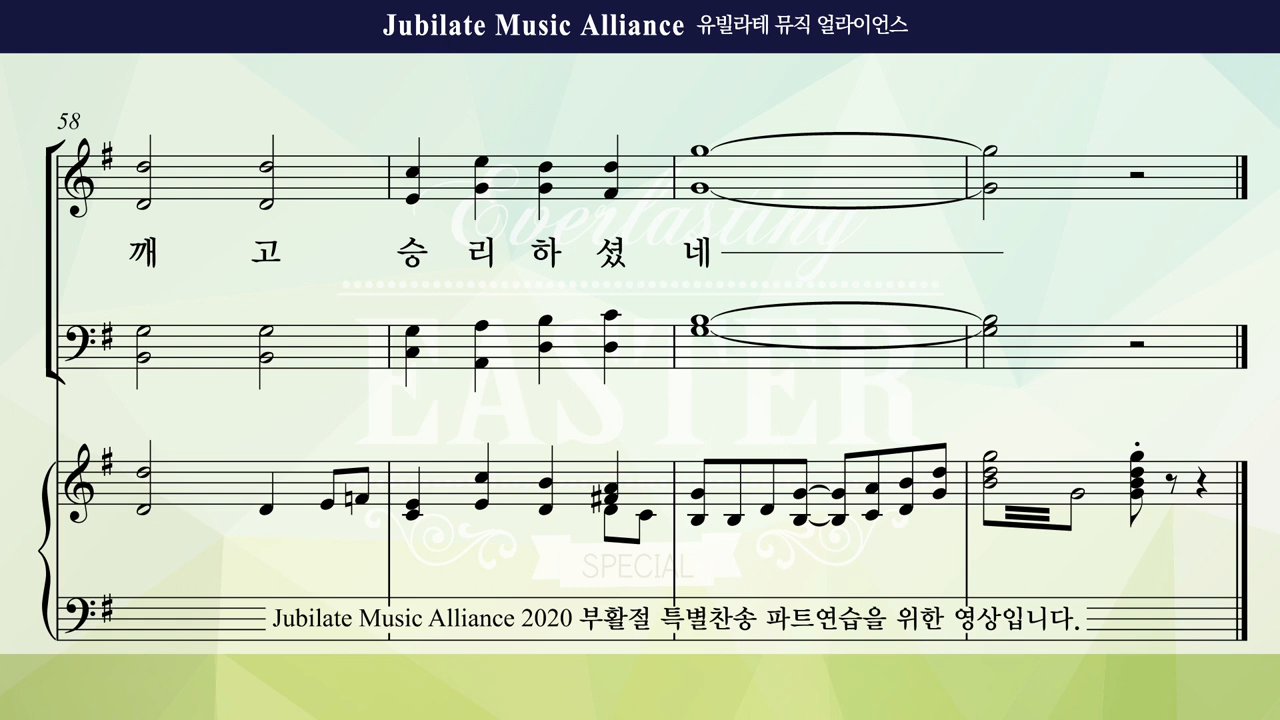 Jubilate Music Alliance 유빌라테 뮤직 얼라이언스
58
Everlasting
깨 고 승 리 하 셨 네
EASTER
SPECIAL
Jubilate Music Alliance 2020 부활절 특별찬송 파트연습을 위한 영상입니다.